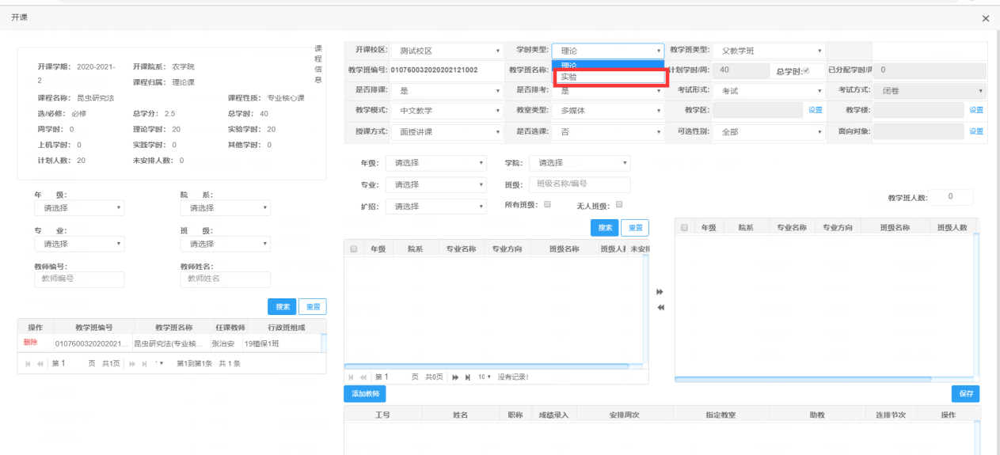 开课
课程信息
开课学期： 2020-2021-2 开课院系： 农学院
课程归属： 理论课
课程名称： 昆虫研究法 课程性质： 专业核心课
选/必修： 必修 总学分： 2.5 总学时： 40
周学时： 0 理论学时： 20 实验学时： 20
上机学时： 0 实践学时： 0 其他学时： 0
计划人数： 20 未安排人数： 0
年 级： 院 系：
请选择 请选择
专 业： 班 级：
请选择 请选择
教师编号： 教师姓名：
教师编号 教师姓名
搜索 重置
操作 教学班编号 教学班名称 任课教师 行政班组成
删除 0107600320202021... 昆虫研究法(专业核... 张治安 19植保1班
第 1 页 共1页 第1到第1条 共 1 条
开课校区: 测试校区 学时类型: 理论 教学班类型: 父教学班
理论
教学班编号: 010760032020202121002 教学班名称: 实验 计划学时/周: 40 总学时: 已分配学时/周 0
是否排课: 是 是否排考: 是 考试形式: 考试 考试方式: 闭卷
教学模式: 中文教学 教室类型: 多媒体 教学区: 设置 教学楼: 设置
授课方式: 面授讲课 是否选课: 否 可选性别: 全部 面向对象: 设置
年级: 请选择 学院: 请选择
专业: 请选择 班级: 班级名称/编号
扩招: 请选择 所有班级: 无人班级:
教学班人数: 0
搜索 重置
年级 院系 专业名称 专业方向 班级名称 班级人数 未安排
年级 院系 专业名称 专业方向 班级名称 班级人数
第 1 页 共0页 10 没有记录!
添加教师 保存
工号 姓名 职称 成绩录入 安排周次 指定教室 助教 连排节次 操作